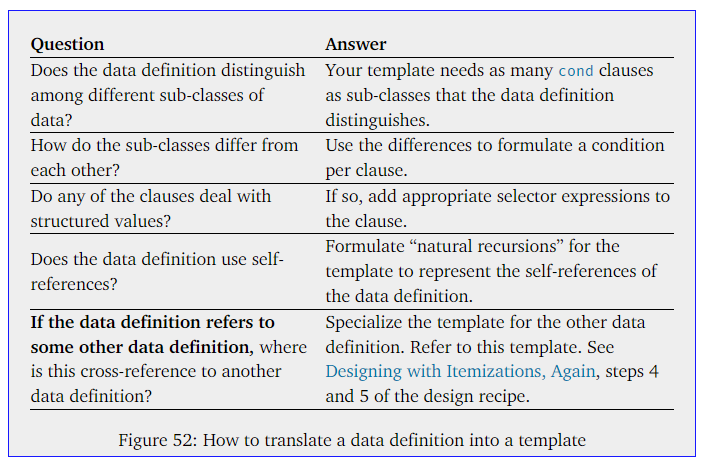 Question Answer
Does the data definition distinguish among different sub-classes of data? Your template needs as many cond clauses as sub-classes that the data definition distinguishes.
How do the sub-classes differ from each other? Use the differences to formulate a condition per clause.
Do any of the clauses deal with structured values? If so, add appropriate selector expressions to the clause.
Does the data definition use self-references? Formulate “natural recursions” for the template to represent the self-references of the data definition.
If the data definition refers to some other data definition, where is this cross-reference to another data definition? Specialize the template for the other data definition. Refer to this template. See Designing with Itemizations, Again, steps 4 and 5 of the design recipe.
Figure 52: How to translate a data definition into a template